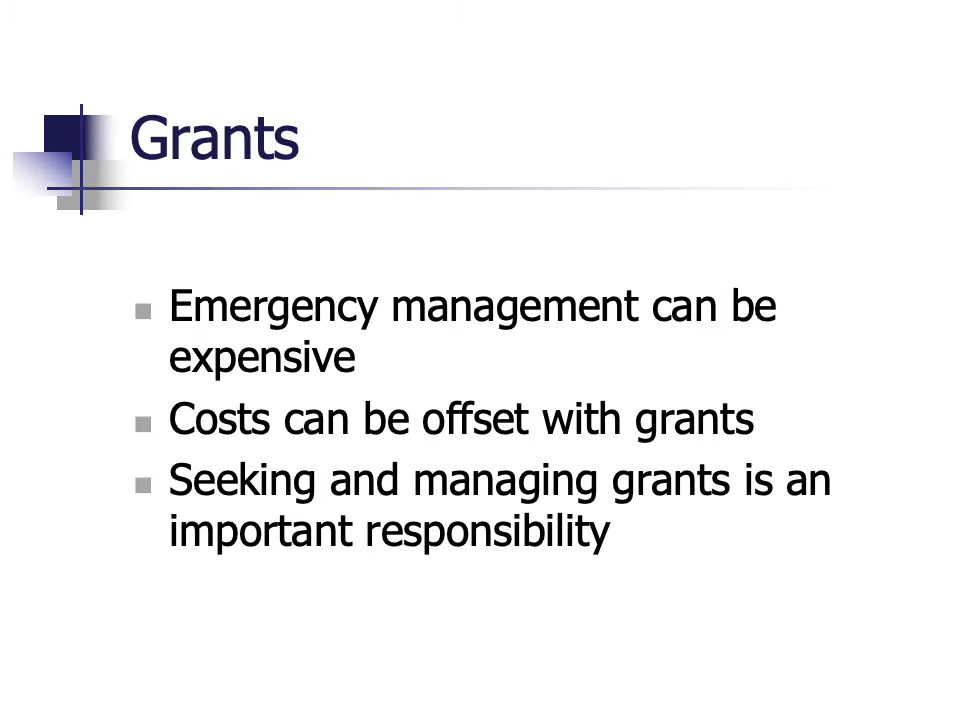 Grants
Emergency management can be
expensive
Costs can be offset with grants
Seeking and managing grants is an
important responsibility